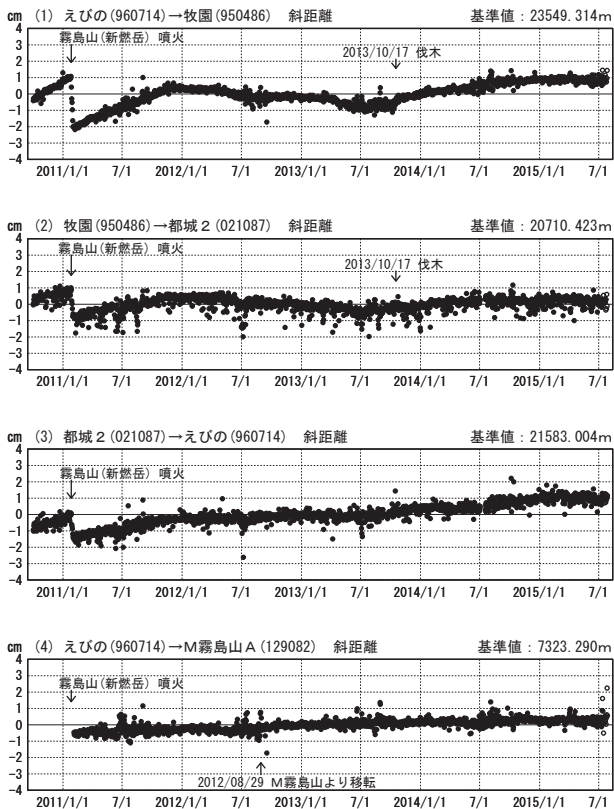 cm (1) えびの(960714)→牧園(950486) 斜距離 基準値：23549.314m
4
霧島山(新燃岳) 噴火
3
2013/10/17 伐木
2
1
0
-1
-2
-3
-4
2011/1/1 7/1 2012/1/1 7/1 2013/1/1 7/1 2014/1/1 7/1 2015/1/1 7/1
cm (2) 牧園(950486)→都城２(021087) 斜距離 基準値：20710.423m
4
霧島山(新燃岳) 噴火
3
2013/10/17 伐木
2
1
0
-1
-2
-3
-4
2011/1/1 7/1 2012/1/1 7/1 2013/1/1 7/1 2014/1/1 7/1 2015/1/1 7/1
cm (3) 都城２(021087)→えびの(960714) 斜距離 基準値：21583.004m
4
霧島山(新燃岳) 噴火
3
2
1
0
-1
-2
-3
-4
2011/1/1 7/1 2012/1/1 7/1 2013/1/1 7/1 2014/1/1 7/1 2015/1/1 7/1
cm (4) えびの(960714)→Ｍ霧島山Ａ(129082) 斜距離 基準値：7323.290m
4
霧島山(新燃岳) 噴火
3
2
1
0
-1
-2
-3
2012/08/29 Ｍ霧島山より移転
-4
2011/1/1 7/1 2012/1/1 7/1 2013/1/1 7/1 2014/1/1 7/1 2015/1/1 7/1